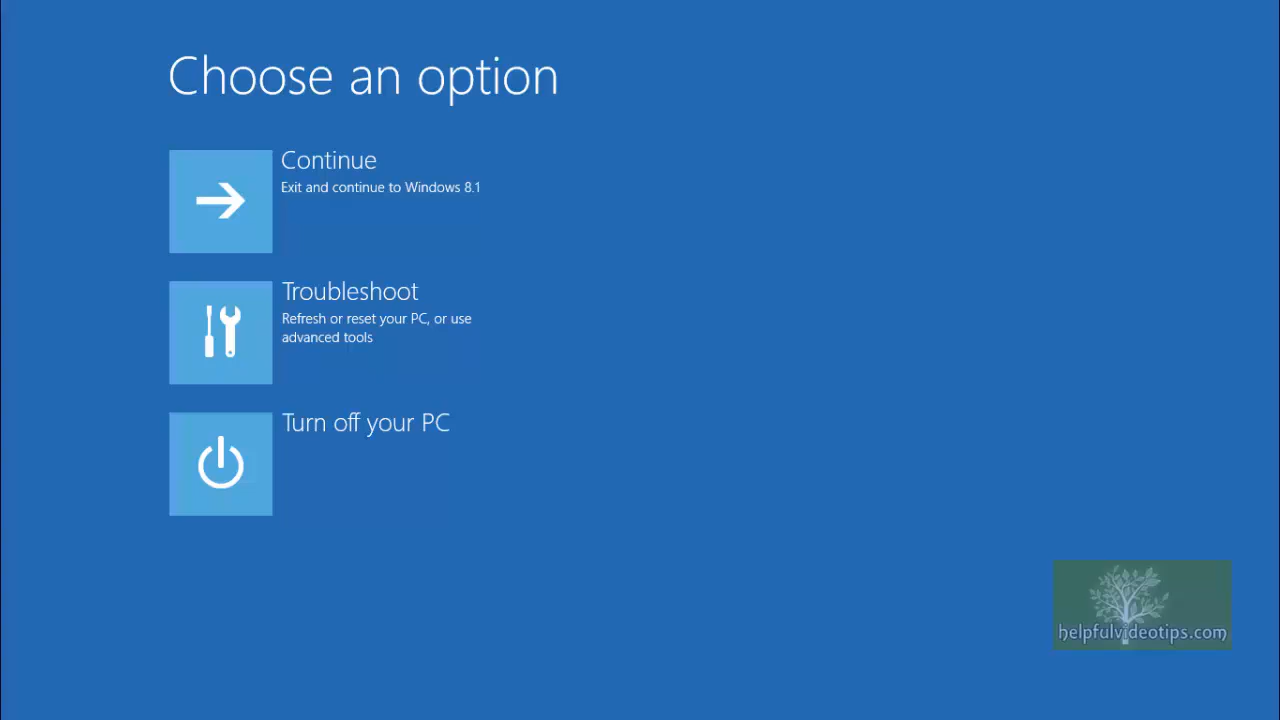 Choose an option
Continue
Exit and continue to Windows 8.1
Troubleshoot
Refresh or reset your PC, or use
advanced tools
Turn off your PC
helpfulvideotips.com